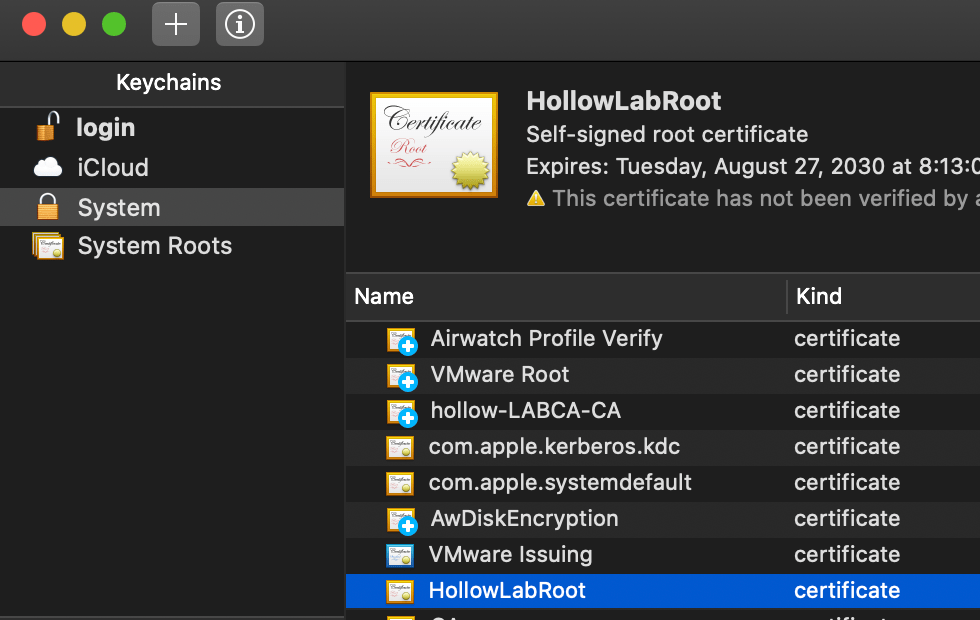 Keychains
login
iCloud
System
System Roots
Certificate
Root
HollowLabRoot
Self-signed root certificate
Expires: Tuesday, August 27, 2030 at 8:13:0
This certificate has not been verified by a
Name Kind
Airwatch Profile Verify certificate
VMware Root certificate
hollow-LABCA-CA certificate
com.apple.kerberos.kdc certificate
com.apple.systemdefault certificate
AwDiskEncryption certificate
VMware Issuing certificate
HollowLabRoot certificate